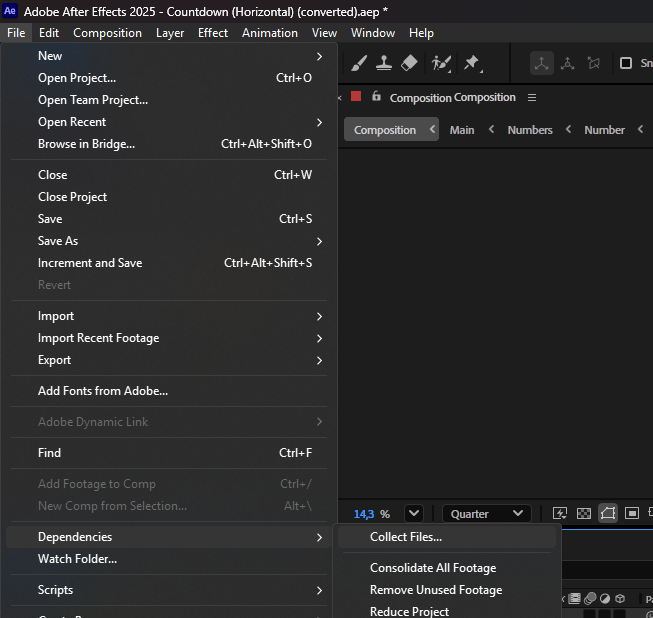 Ae Adobe After Effects 2025 - Countdown (Horizontal) (converted).aep *
File Edit Composition Layer Effect Animation View Window Help
New
Open Project... Ctrl+O
Open Team Project...
Open Recent
Browse in Bridge... Ctrl+Alt+Shift+O
Close Ctrl+W
Close Project
Save Ctrl+S
Save As
Increment and Save Ctrl+Alt+Shift+S
Revert
Import
Import Recent Footage
Export
Add Fonts from Adobe...
Adobe Dynamic Link
Find Ctrl+F
Add Footage to Comp Ctrl+/
New Comp from Selection... Alt+\
Dependencies
Watch Folder...
Scripts
Sn
Composition Composition
Composition Main Numbers Number
14,3 % Quarter
Collect Files...
Consolidate All Footage
Remove Unused Footage
Reduce Project